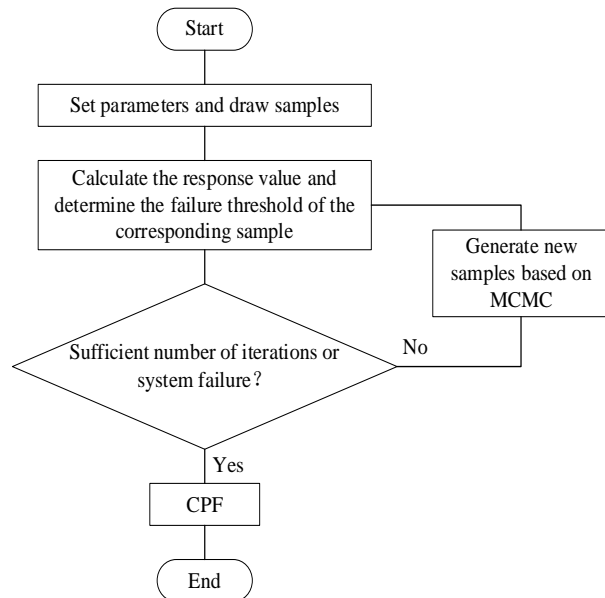 Start
Set parameters and draw samples
Calculate the response value and
determine the failure threshold of the
corresponding sample
Generate new
samples based on
MCMC
Sufficient number of iterations or
system failure？
No
Yes
CPF
End